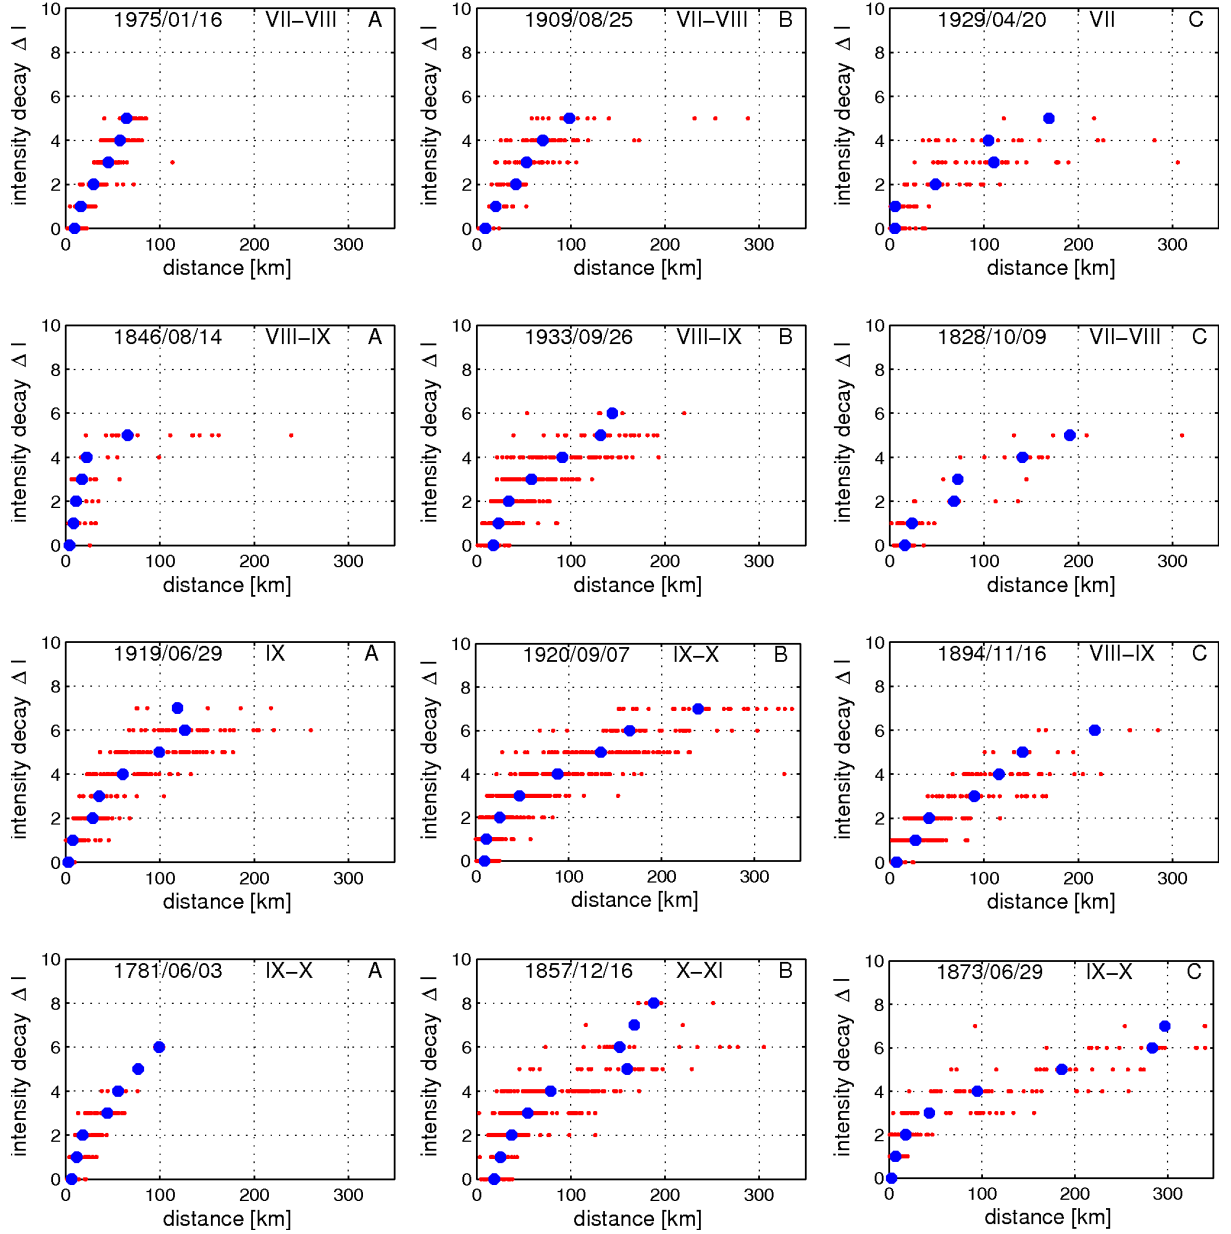 1975/01/16 VII−VIII A
intensity decay Δ I
10
8
6
4
2
0
0 100 200 300
distance [km]
1909/08/25 VII−VIII B
intensity decay Δ I
10
8
6
4
2
0
0 100 200 300
distance [km]
1929/04/20 VII C
intensity decay Δ I
10
8
6
4
2
0
0 100 200 300
distance [km]
1846/08/14 VIII−IX A
intensity decay Δ I
10
8
6
4
2
0
0 100 200 300
distance [km]
1933/09/26 VIII−IX B
intensity decay Δ I
10
8
6
4
2
0
0 100 200 300
distance [km]
1828/10/09 VII−VIII C
intensity decay Δ I
10
8
6
4
2
0
0 100 200 300
distance [km]
1919/06/29 IX A
intensity decay Δ I
10
8
6
4
2
0
0 100 200 300
distance [km]
1920/09/07 IX−X B
intensity decay Δ I
10
8
6
4
2
0
0 100 200 300
distance [km]
1894/11/16 VIII−IX C
intensity decay Δ I
10
8
6
4
2
0
0 100 200 300
distance [km]
1781/06/03 IX−X A
intensity decay Δ I
10
8
6
4
2
0
0 100 200 300
distance [km]
1857/12/16 X−XI B
intensity decay Δ I
10
8
6
4
2
0
0 100 200 300
distance [km]
1873/06/29 IX−X C
intensity decay Δ I
10
8
6
4
2
0
0 100 200 300
distance [km]